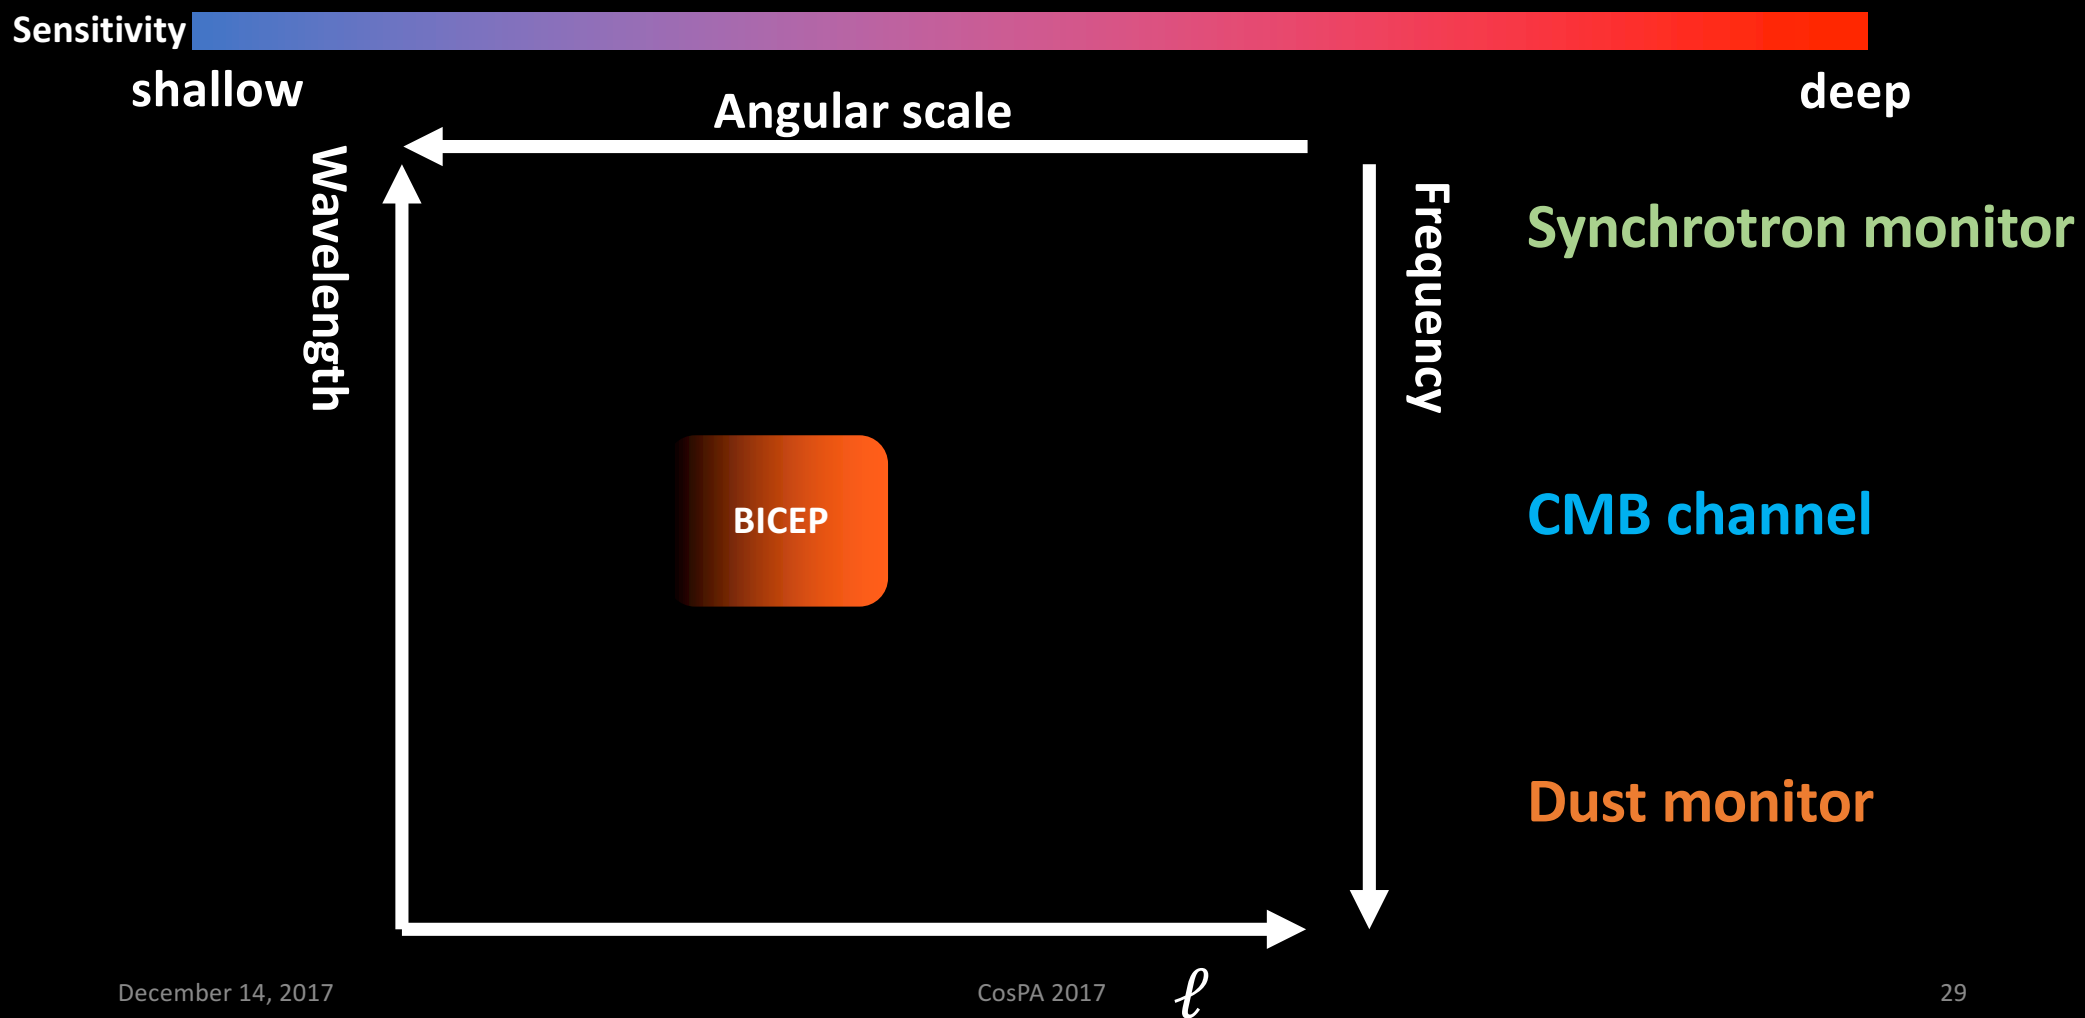 Sensitivity
shallow
deep
Angular scale
Wavelength
Frequency
Synchrotron monitor
BICEP
CMB channel
Dust monitor
ℓ
December 14, 2017
CosPA 2017
29